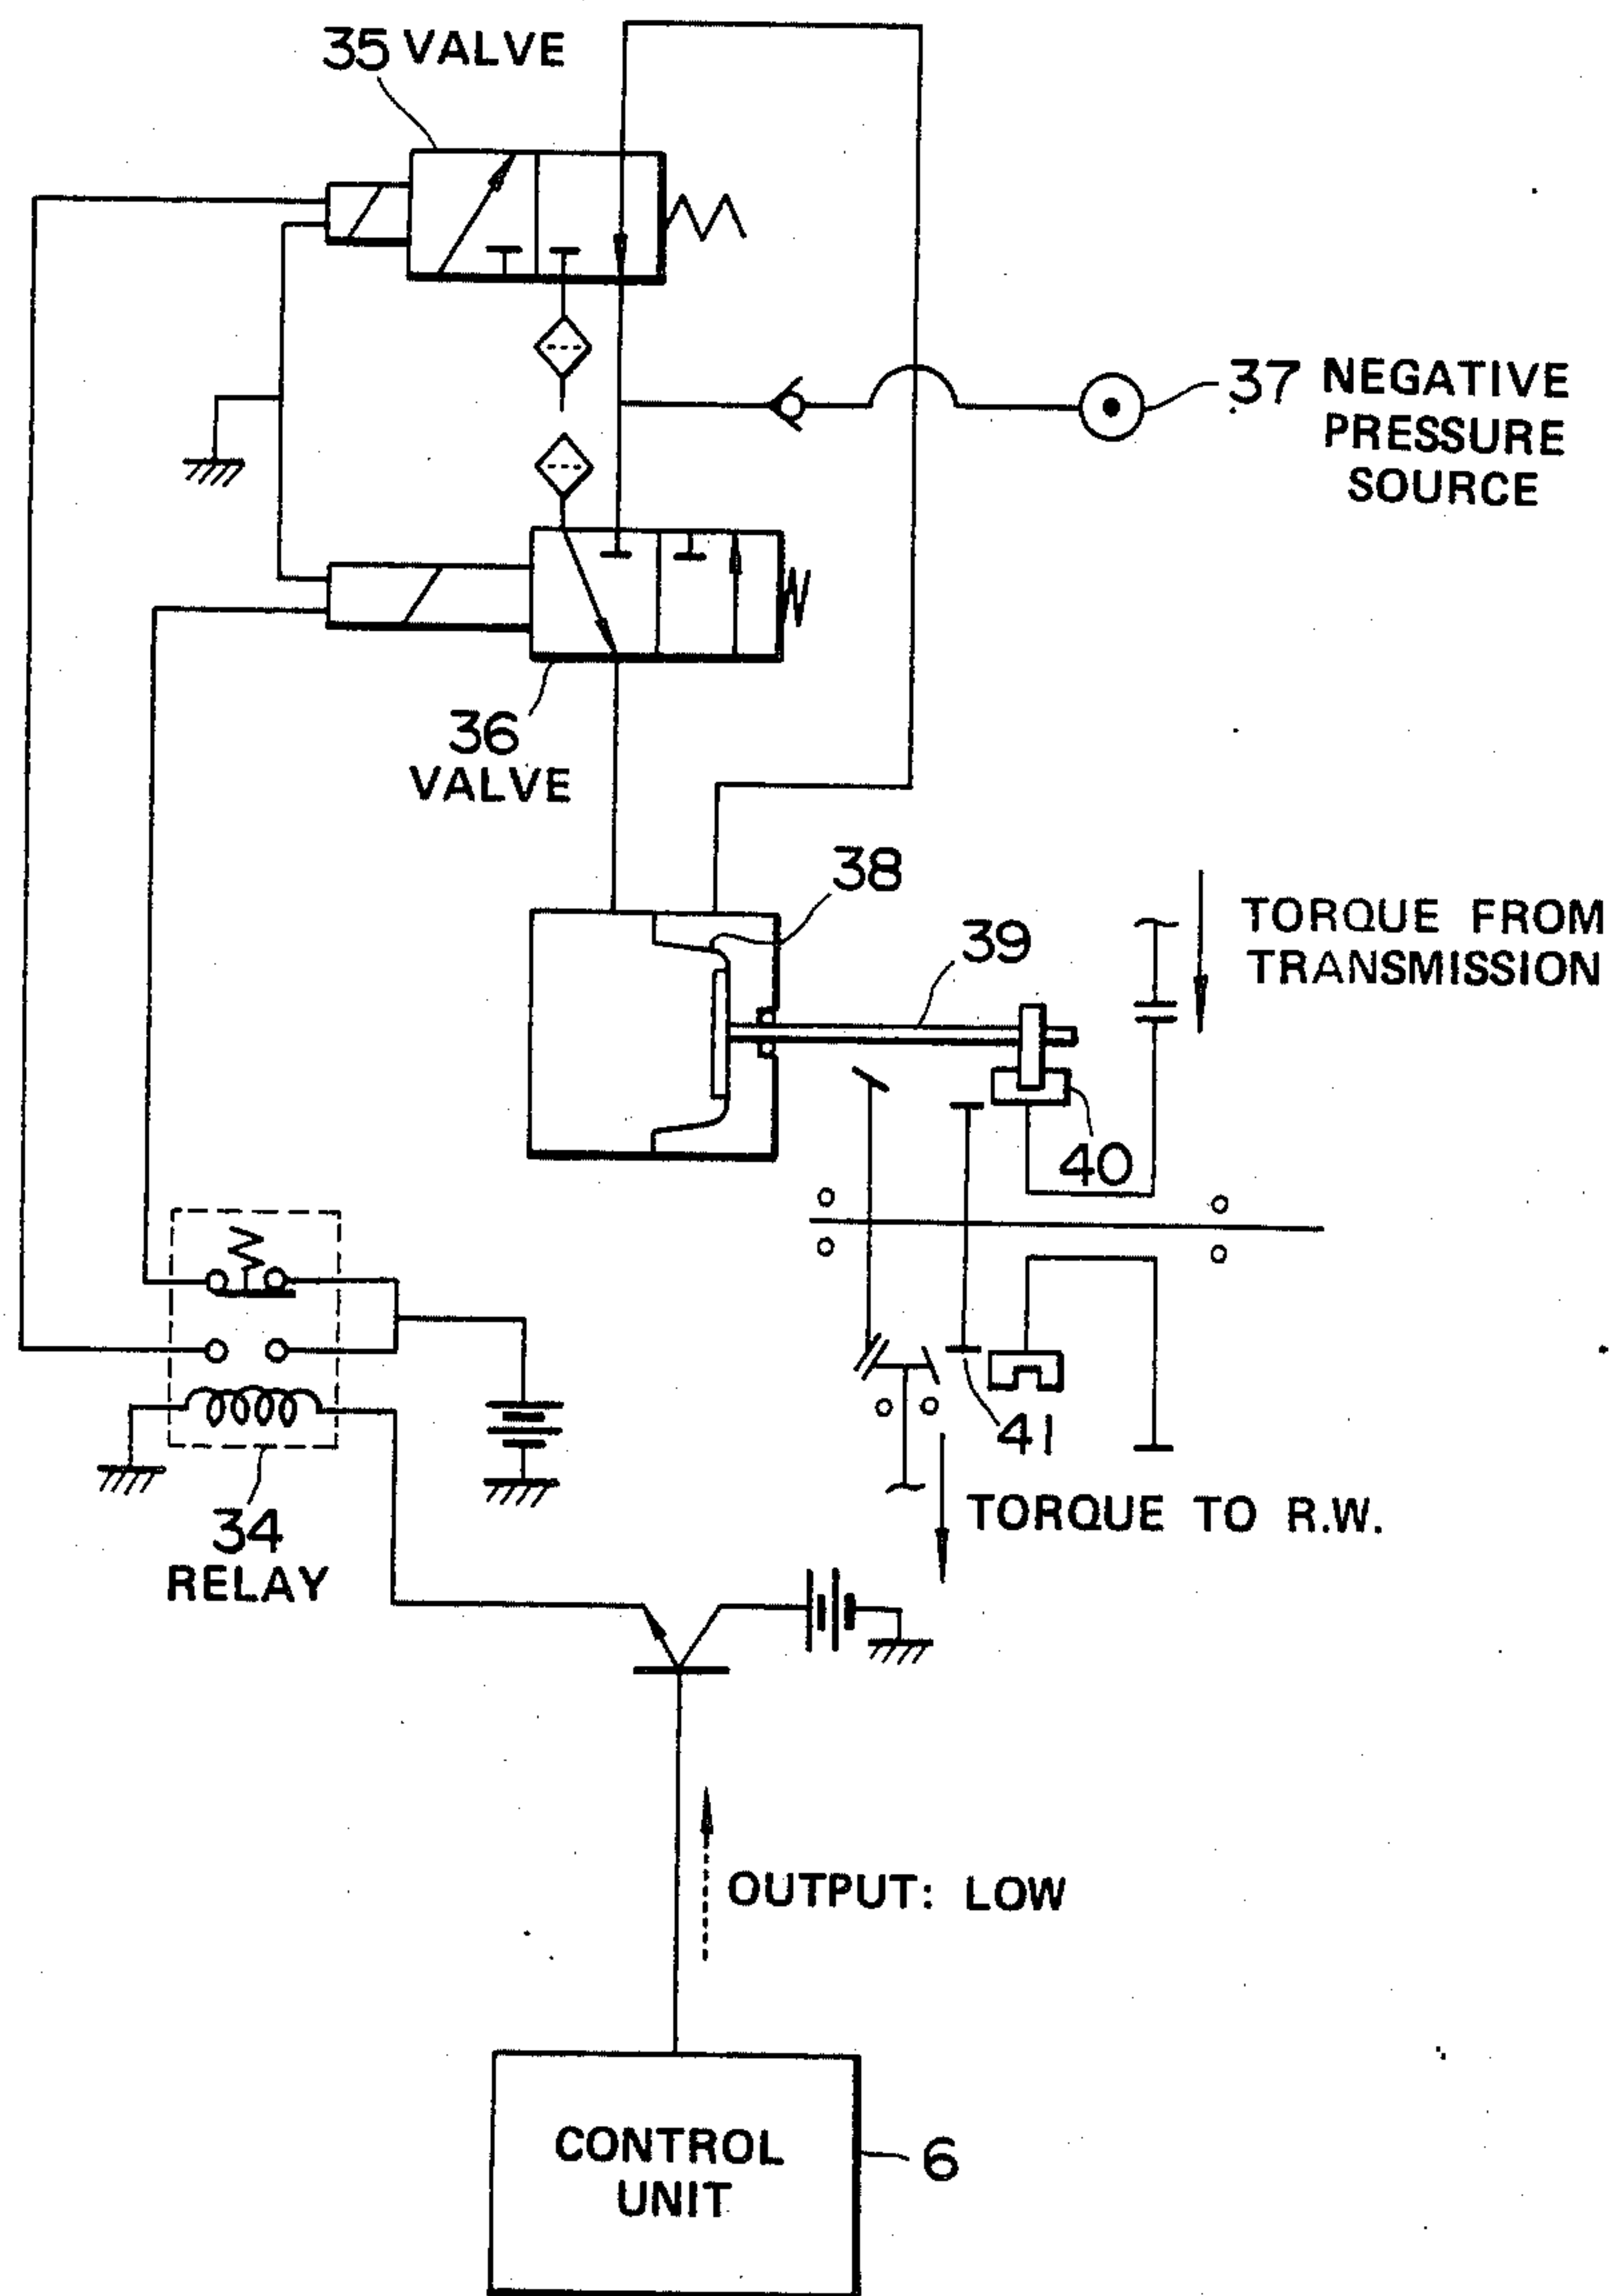 35 VALVE
37 NEGATIVE
PRESSURE
SOURCE
36
VALVE
38
39
TORQUE FROM
TRANSMISSION
40
41
TORQUE TO R.W.
34
RELAY
OUTPUT: LOW
CONTROL
UNIT
6